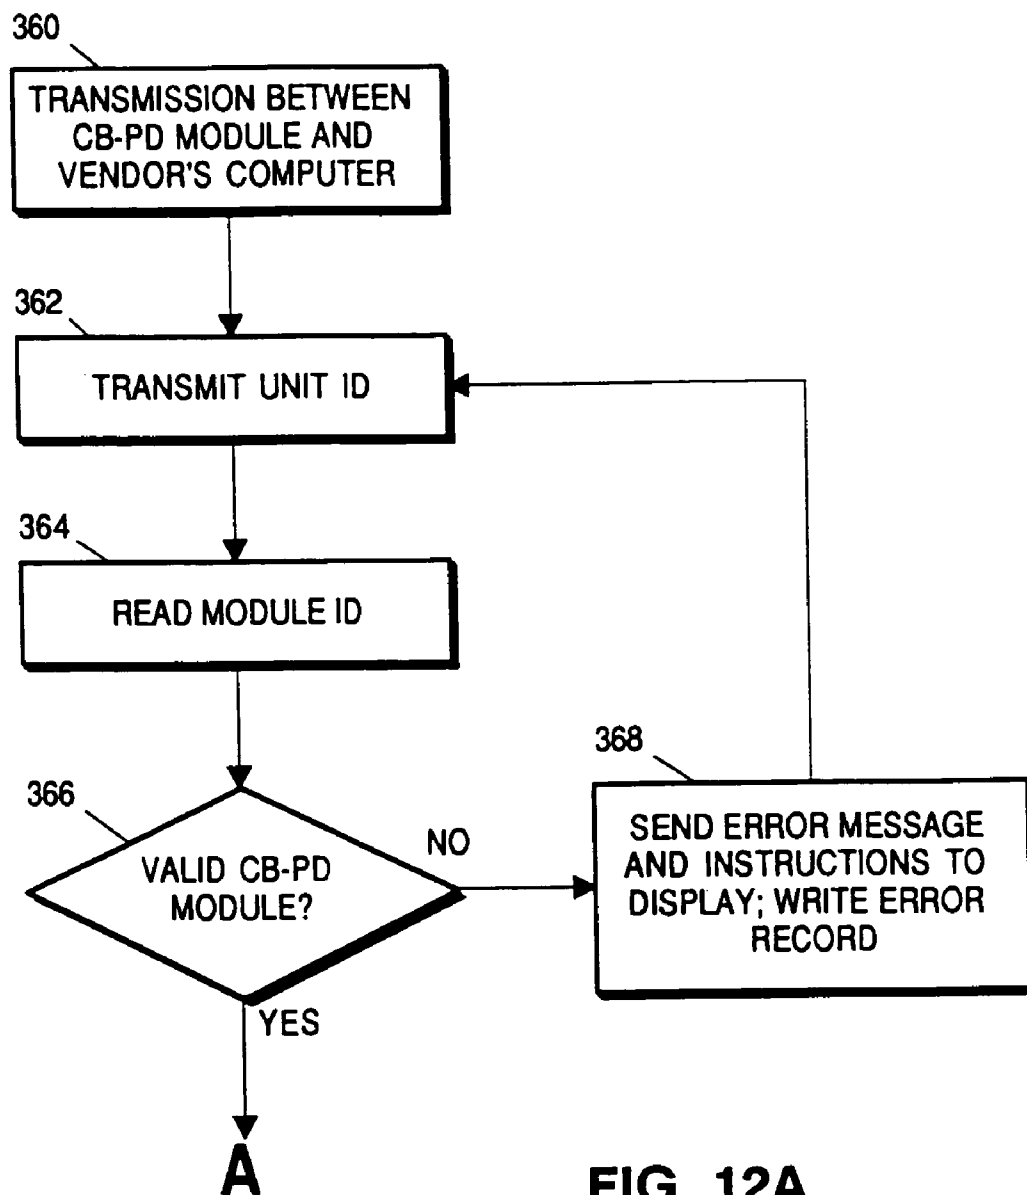 360
TRANSMISSION BETWEEN
CB-PD MODULE AND
VENDOR'S COMPUTER
362
TRANSMIT UNIT ID
364
READ MODULE ID
366
VALID CB-PD
MODULE?
NO
YES
368
SEND ERROR MESSAGE
AND INSTRUCTIONS TO
DISPLAY; WRITE ERROR
RECORD
A
FIG. 12A